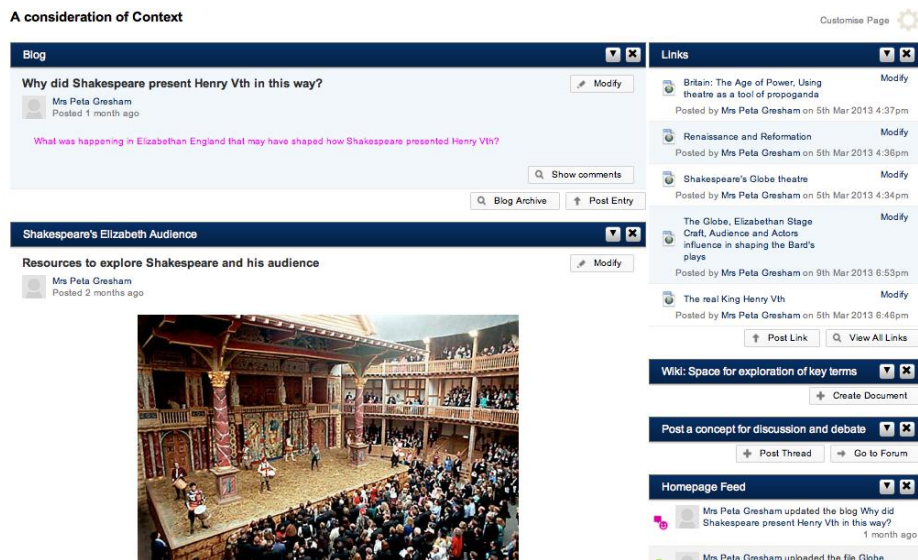 A consideration of Context
Customise Page
Blog
Why did Shakespeare present Henry Vth in this way?
Modify
Mrs Peta Gresham
Posted 1 month ago
What was happening in Elizabethan England that may have shaped how Shakespeare presented Henry Vth?
Show comments
Blog Archive
Post Entry
Shakespeare's Elizabeth Audience
Resources to explore Shakespeare and his audience
Modify
Mrs Peta Gresham
Posted 2 months ago
Links
Britain: The Age of Power, Using
theatre as a tool of propoganda
Modify
Posted by Mrs Peta Gresham on 5th Mar 2013 4:37pm
Renaissance and Reformation
Modify
Posted by Mrs Peta Gresham on 5th Mar 2013 4:36pm
Shakespeare's Globe theatre
Modify
Posted by Mrs Peta Gresham on 5th Mar 2013 4:34pm
The Globe, Elizabethan Stage
Craft, Audience and Actors
influence in shaping the Bard's
plays
Modify
Posted by Mrs Peta Gresham on 9th Mar 2013 6:53pm
The real King Henry Vth
Modify
Posted by Mrs Peta Gresham on 5th Mar 2013 6:46pm
Post Link
View All Links
Wiki: Space for exploration of key terms
Create Document
Post a concept for discussion and debate
Post Thread
Go to Forum
Homepage Feed
Mrs Peta Gresham updated the blog Why did
Shakespeare present Henry Vth in this way?
1 month ago
Mrs Peta Gresham uploaded the file Globe